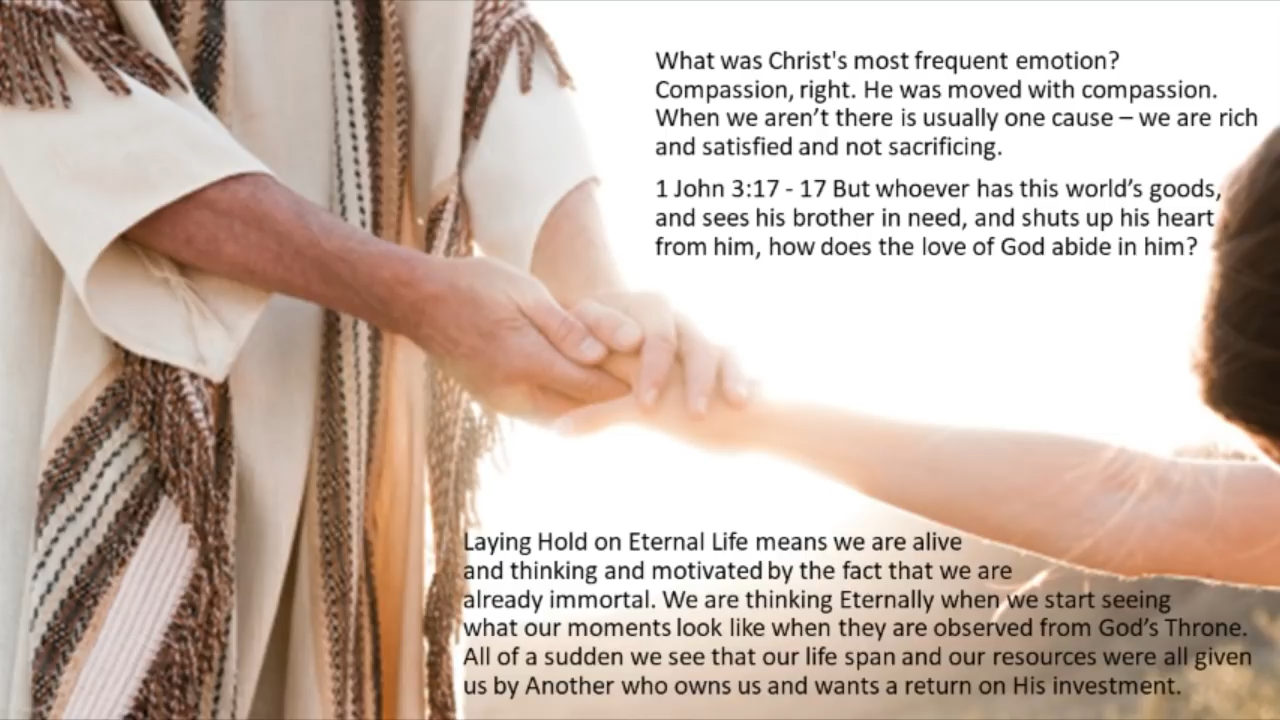 What was Christ's most frequent emotion?
Compassion, right. He was moved with compassion.
When we aren’t there is usually one cause – we are rich
and satisfied and not sacrificing.
1 John 3:17 - 17 But whoever has this world’s goods,
and sees his brother in need, and shuts up his heart
from him, how does the love of God abide in him?
Laying Hold on Eternal Life means we are alive
and thinking and motivated by the fact that we are
already immortal. We are thinking Eternally when we start seeing
what our moments look like when they are observed from God’s Throne.
All of a sudden we see that our life span and our resources were all given
us by Another who owns us and wants a return on His investment.